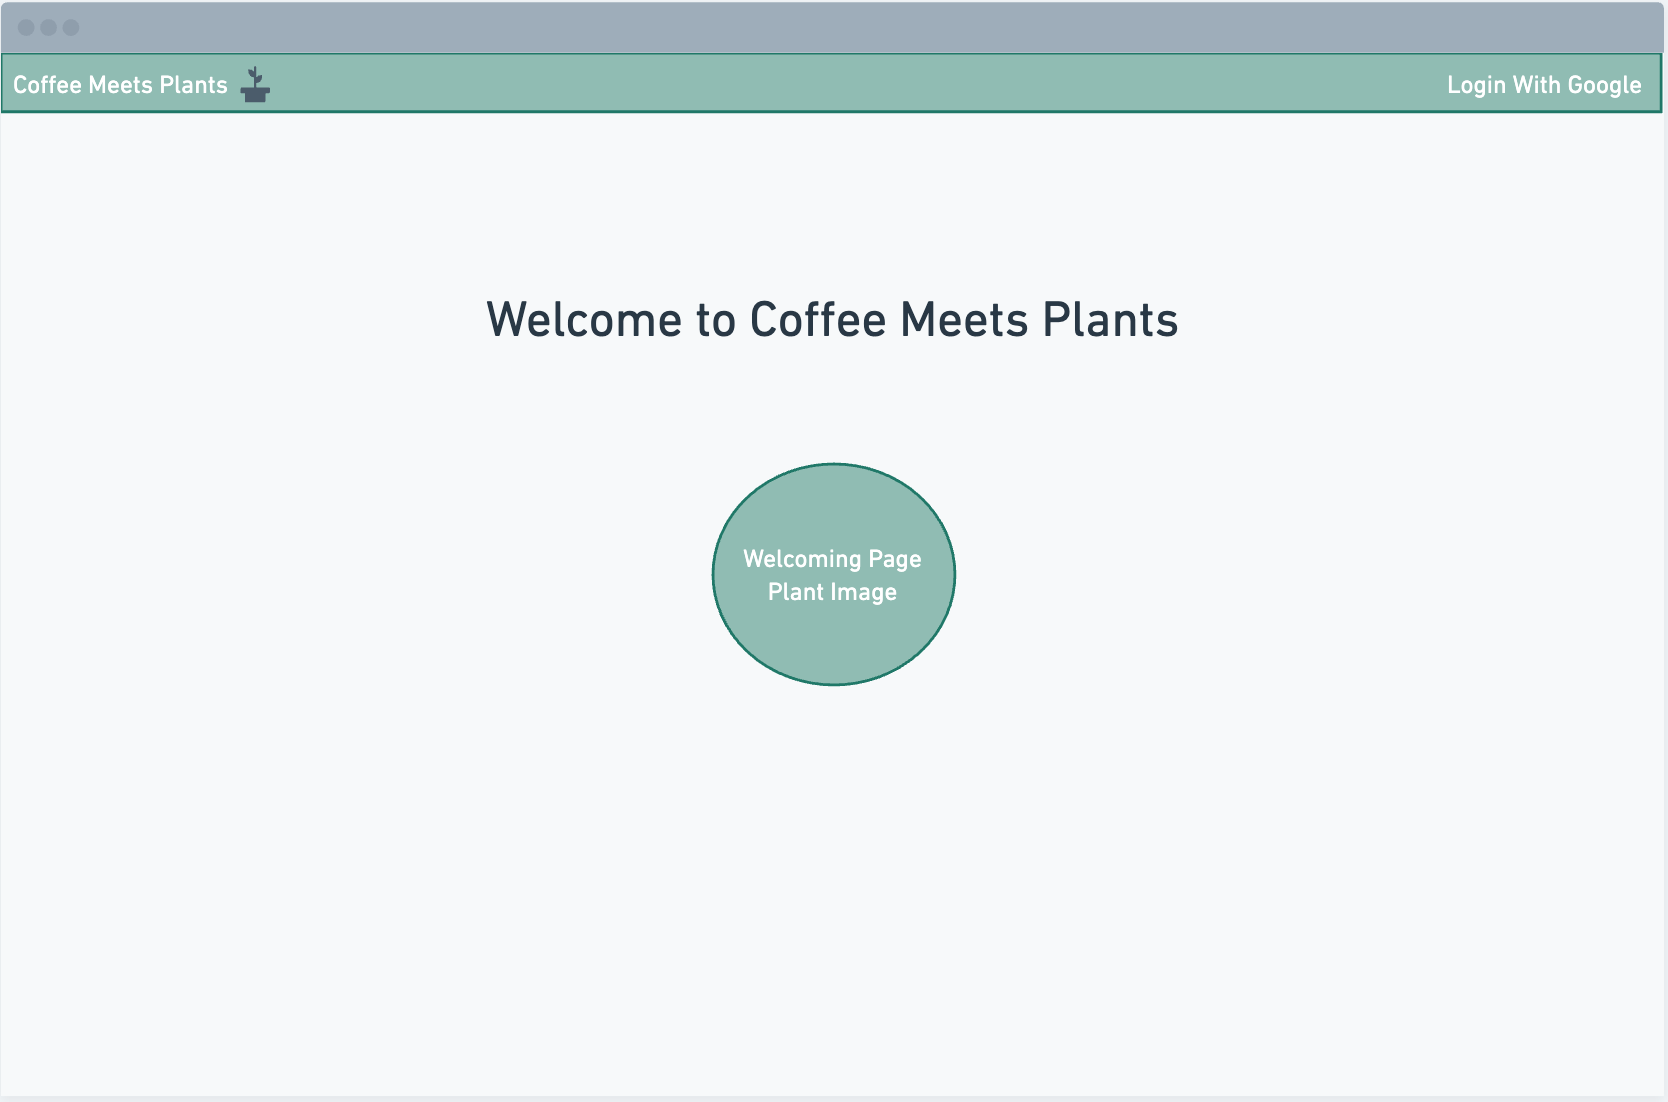 Coffee Meets Plants
Login With Google
Welcome to Coffee Meets Plants
Welcoming Page
Plant Image